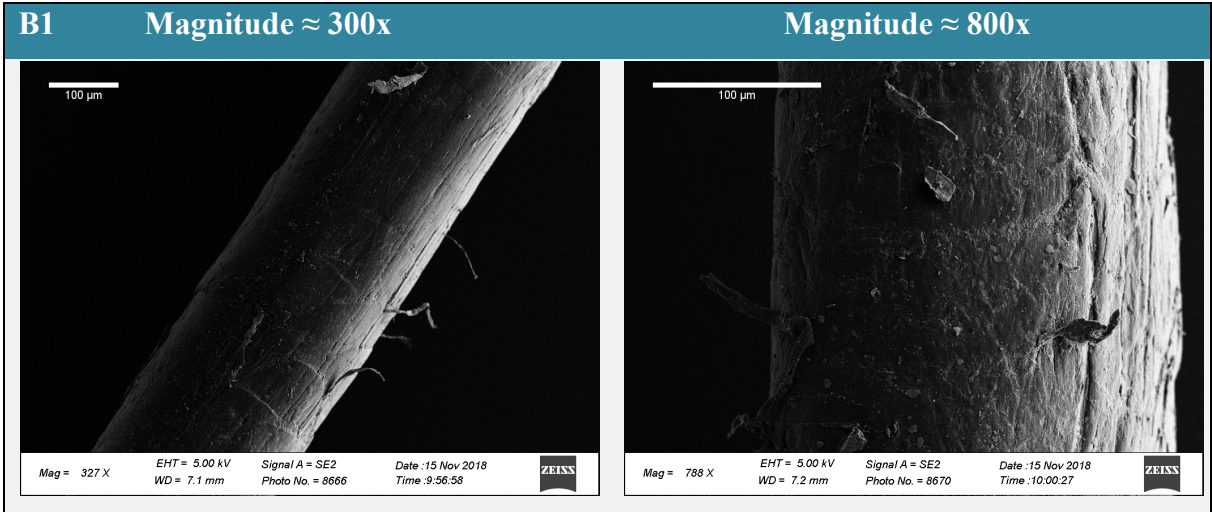 B1 Magnitude ≈ 300x Magnitude ≈ 800x
100 µm
Mag = 327 X
EHT = 5.00 kV
WD = 7.1 mm
Signal A = SE2
Photo No. = 8666
Date :15 Nov 2018
Time :9:56:58
ZEISS
100 µm
Mag = 788 X
EHT = 5.00 kV
WD = 7.2 mm
Signal A = SE2
Photo No. = 8670
Date :15 Nov 2018
Time :10:00:27
ZEISS